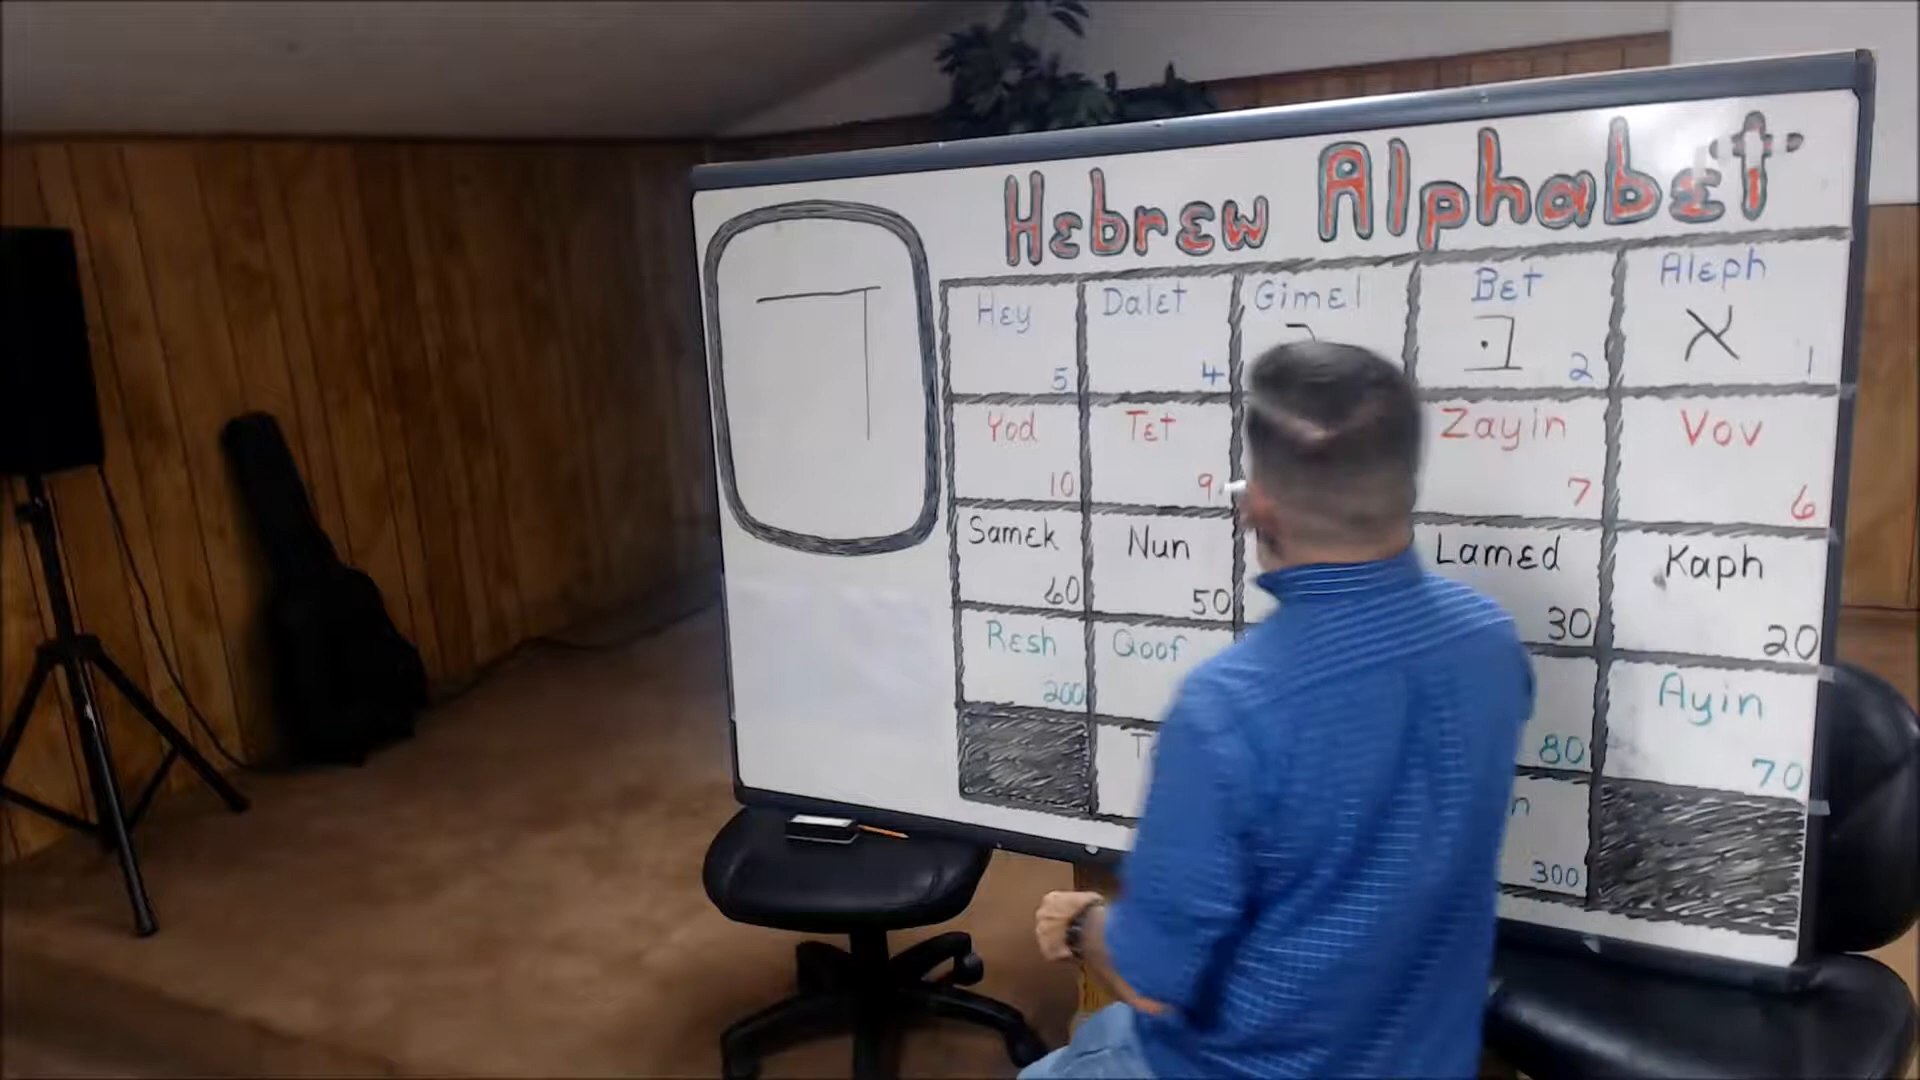 Hebrew Alphabet
ד
Hey Dalet Gimel Bet Aleph
בּ א
5 4 2 1
Yod Tet Zayin Vov
10 9 7 6
Samek Nun Lamed Kaph
60 50 30 20
Resh Qoof Ayin
200 80 70
300